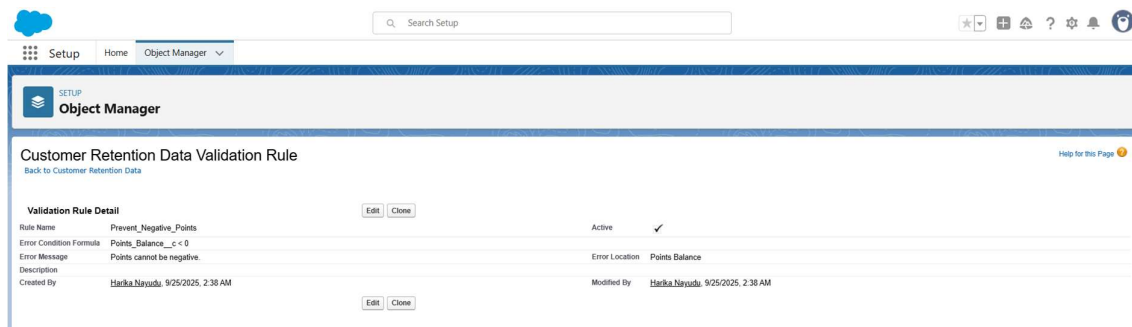 Search Setup
Setup Home Object Manager
SETUP
Object Manager
Customer Retention Data Validation Rule
Help for this Page
Back to Customer Retention Data
Validation Rule Detail Edit Clone
Rule Name Prevent_Negative_Points Active
Error Condition Formula Points_Balance__c < 0
Error Message Points cannot be negative. Error Location Points Balance
Description
Created By Harika Nayudu, 9/25/2025, 2:38 AM Modified By Harika Nayudu, 9/25/2025, 2:38 AM
Edit Clone